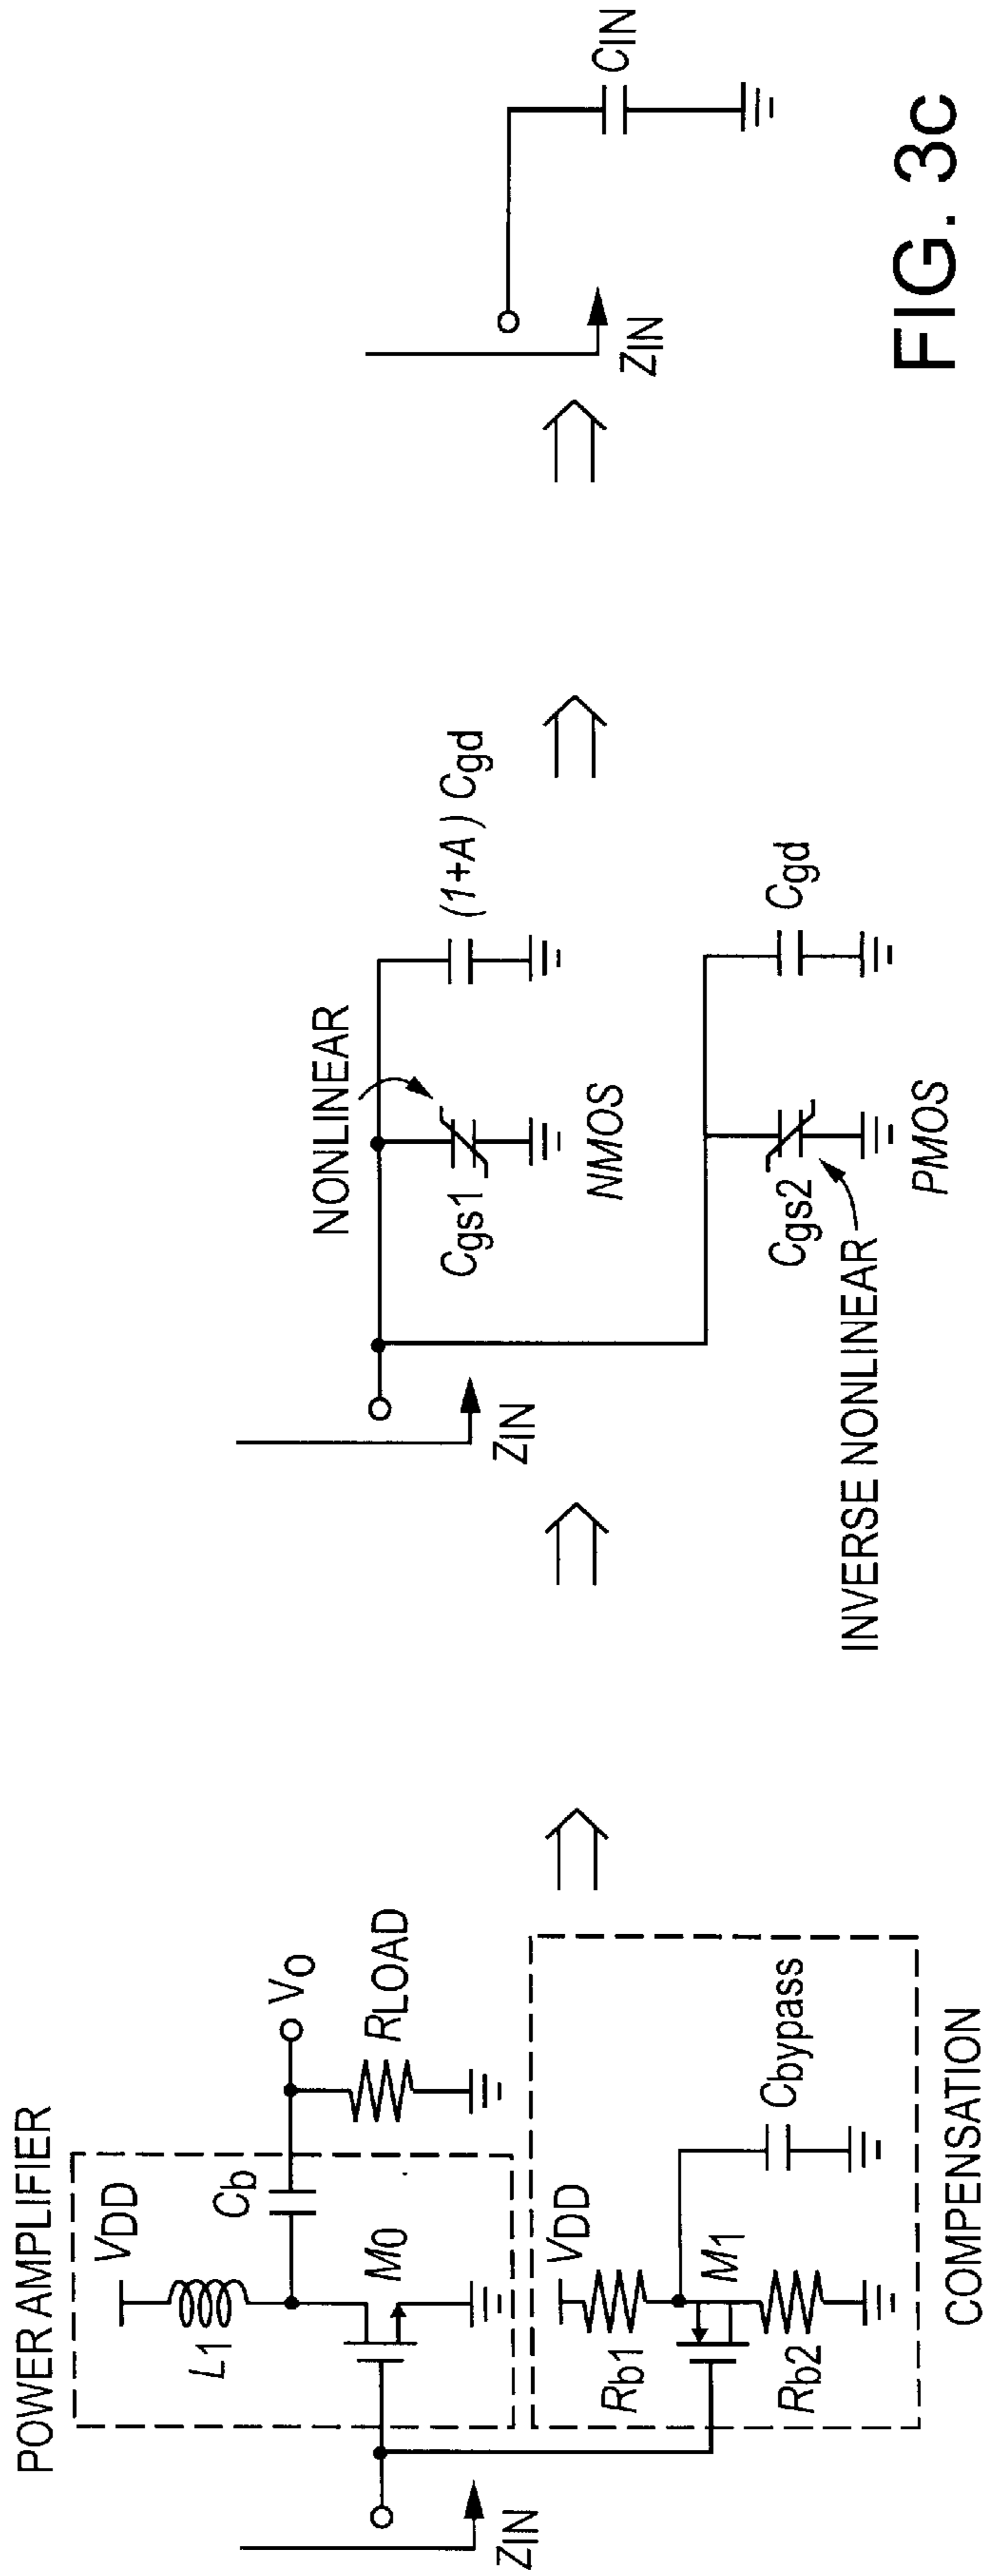 POWER AMPLIFIER
VDD
L1
Cb
VO
RLOAD
M0
ZIN
VDD
Rb1
M1
Rb2
Cbypass
COMPENSATION
NONLINEAR
(1+A) Cgd
Cgs1
NMOS
ZIN
Cgs2
Cgd
INVERSE NONLINEAR
PMOS
CIN
ZIN
FIG. 3c